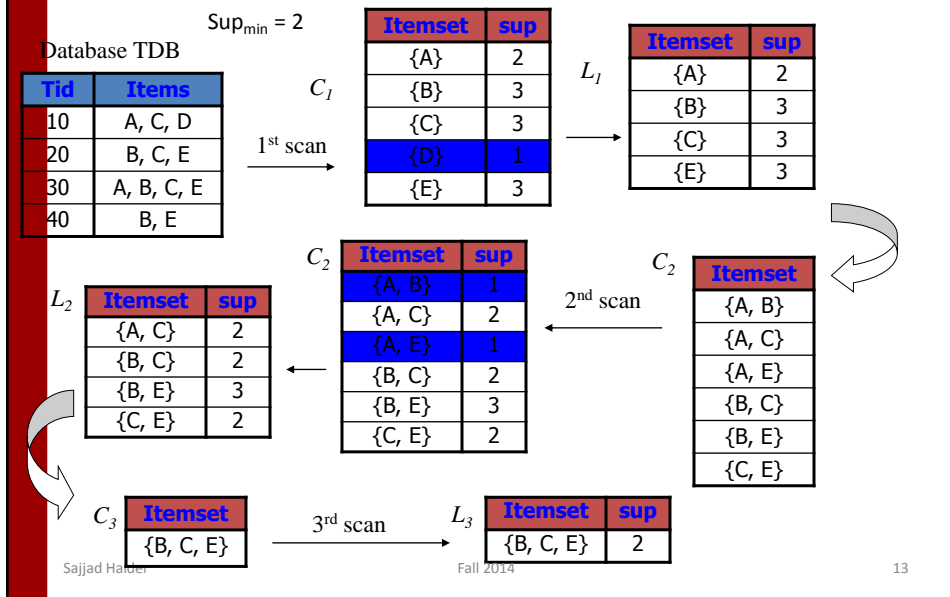 Sup_min = 2
Database TDB
Tid Items
10 A, C, D
20 B, C, E
30 A, B, C, E
40 B, E
1st scan
C1
Itemset sup
{A} 2
{B} 3
{C} 3
{D} 1
{E} 3
L1
Itemset sup
{A} 2
{B} 3
{C} 3
{E} 3
C2
Itemset
{A, B}
{A, C}
{A, E}
{B, C}
{B, E}
{C, E}
2nd scan
C2
Itemset sup
{A, B} 1
{A, C} 2
{A, E} 1
{B, C} 2
{B, E} 3
{C, E} 2
L2
Itemset sup
{A, C} 2
{B, C} 2
{B, E} 3
{C, E} 2
C3
Itemset
{B, C, E}
3rd scan
L3
Itemset sup
{B, C, E} 2
Sajjad Haider
Fall 2014
13